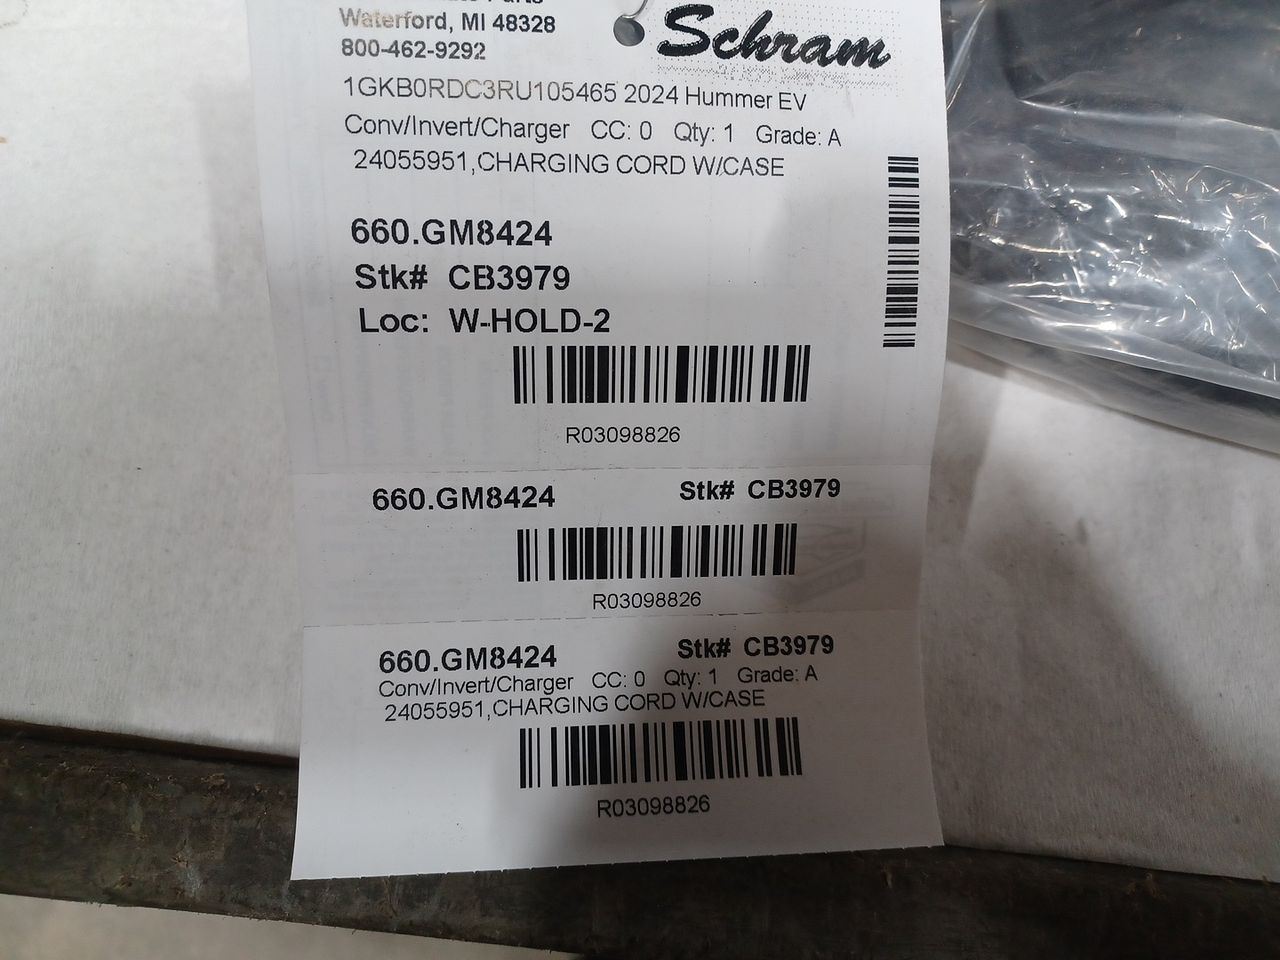 Waterford, MI 48328
800-462-9292
Schram
1GKB0RDC3RU105465 2024 Hummer EV
Conv/Invert/Charger CC: 0 Qty: 1 Grade: A
24055951,CHARGING CORD W/CASE
660.GM8424
Stk# CB3979
Loc: W-HOLD-2
R03098826
660.GM8424 Stk# CB3979
R03098826
660.GM8424 Stk# CB3979
Conv/Invert/Charger CC: 0 Qty: 1 Grade: A
24055951,CHARGING CORD W/CASE
R03098826